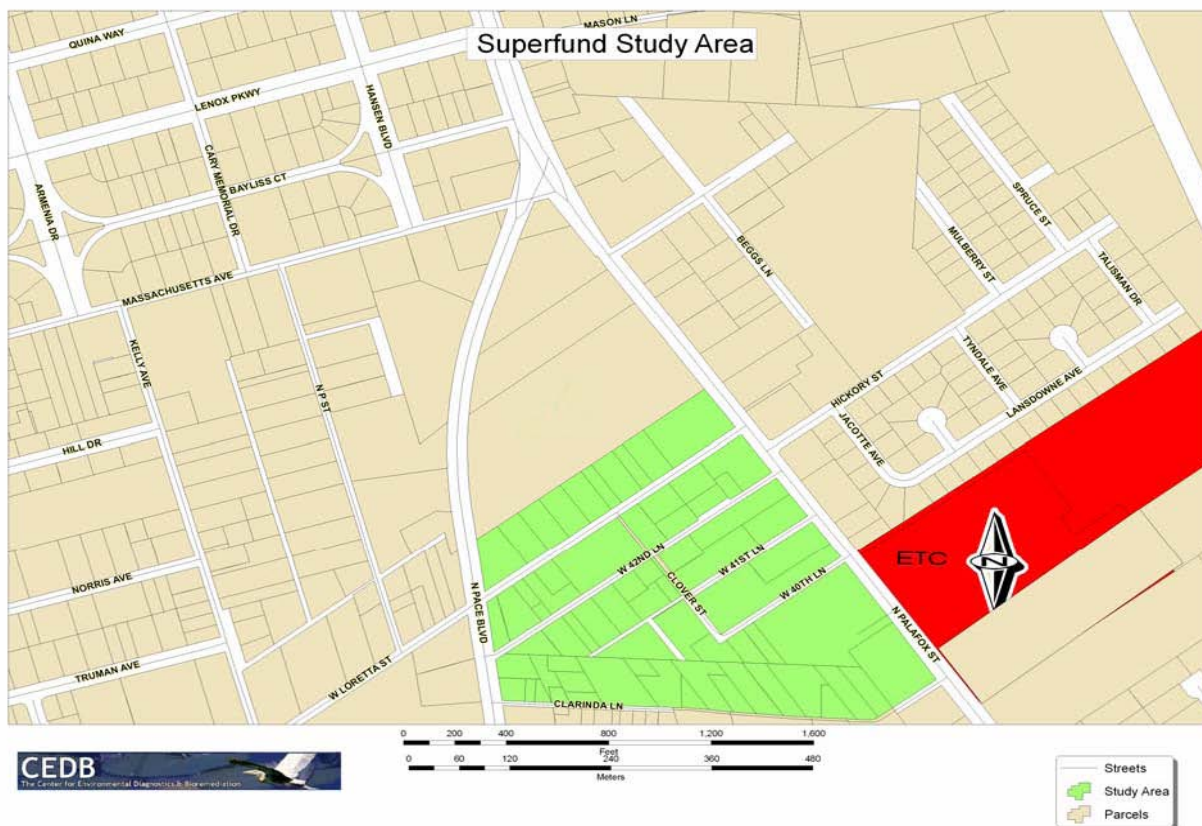 Superfund Study Area
QUINA WAY
MASON LN
LENOX PKWY
HANSEN BLVD
CARY MEMORIAL DR
ARMENIA DR
BAYLISS CT
MASSACHUSETTS AVE
KELLY AVE
N P ST
HILL DR
NORRIS AVE
TRUMAN AVE
W LORETTA ST
N PACE BLVD
BEGGS LN
SPRUCE ST
MULBERRY ST
TALISMAN DR
HICKORY ST
TYNDALE AVE
LANSDOWNE AVE
JACOTTE AVE
W 42ND LN
W 41ST LN
CLOVER ST
W 40TH LN
N PALAFOX ST
CLARINDA LN
ETC
N
0 200 400 800 1,200 1,600
Feet
0 60 120 240 360 480
Meters
CEDB
The Center for Environmental Diagnostics & Bioremediation
Streets
Study Area
Parcels